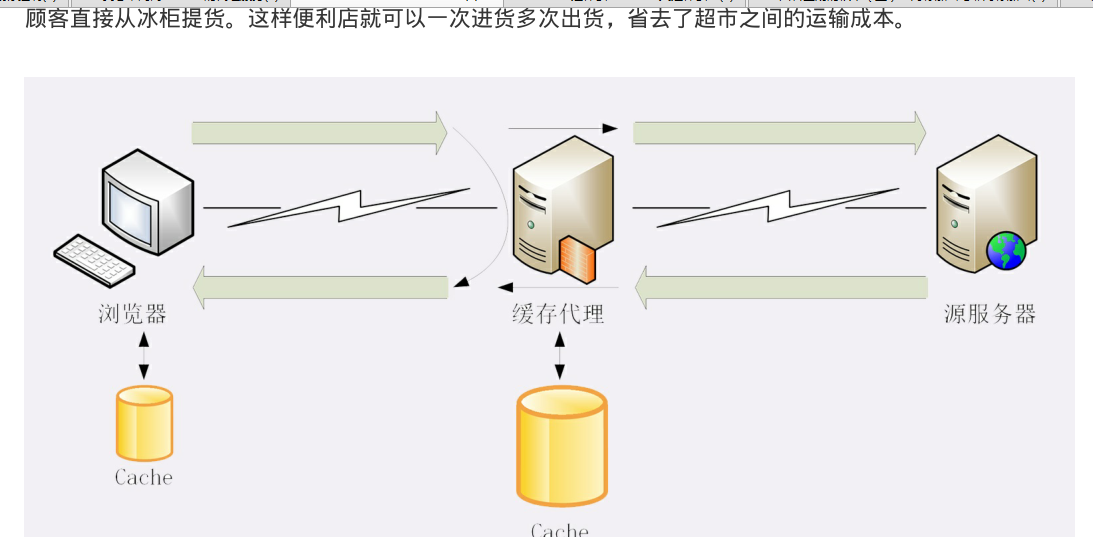 顾客直接从冰柜提货。这样便利店就可以一次进货多次出货，省去了超市之间的运输成本。
浏览器
缓存代理
源服务器
Cache
Cache